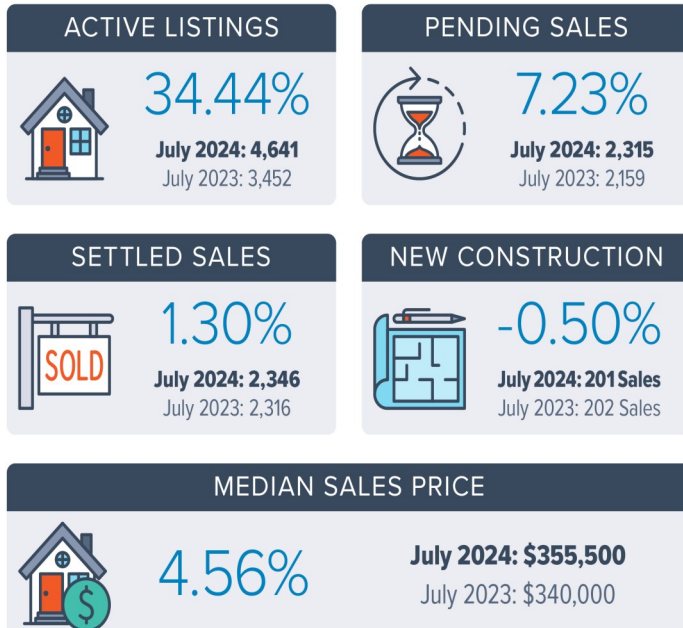 ACTIVE LISTINGS
34.44%
July 2024: 4,641
July 2023: 3,452
PENDING SALES
7.23%
July 2024: 2,315
July 2023: 2,159
SETTLED SALES
SOLD
1.30%
July 2024: 2,346
July 2023: 2,316
NEW CONSTRUCTION
-0.50%
July 2024: 201 Sales
July 2023: 202 Sales
MEDIAN SALES PRICE
$
4.56%
July 2024: $355,500
July 2023: $340,000